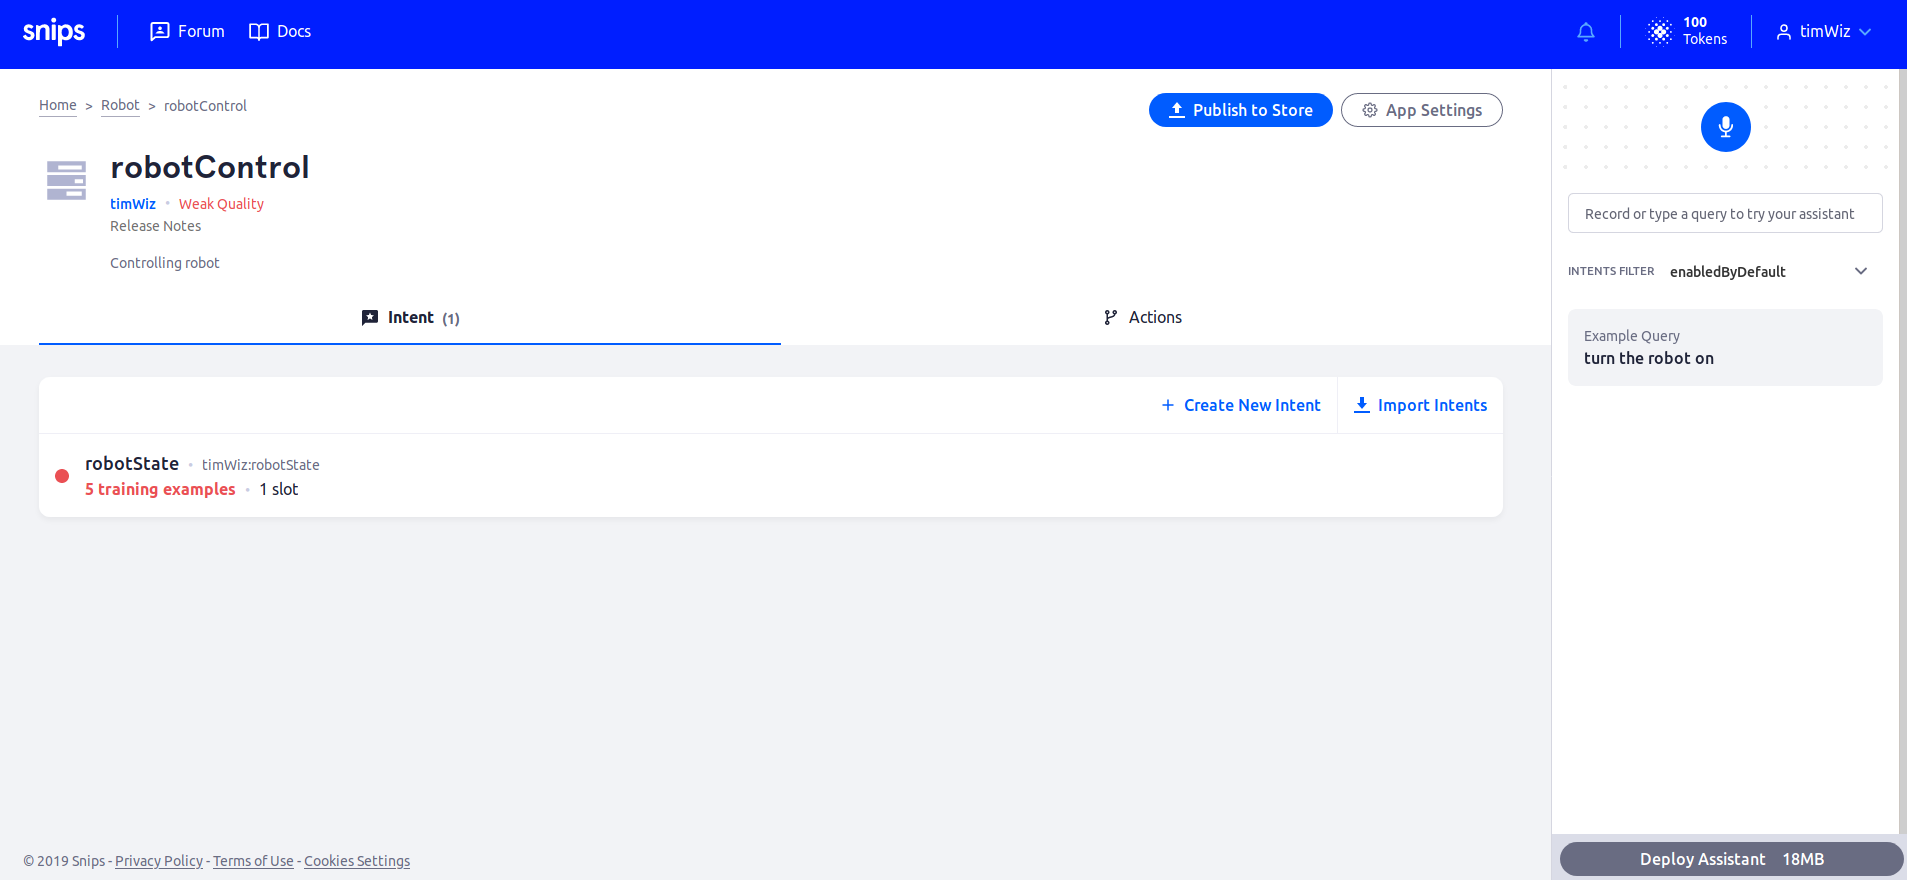 snips
Forum
Docs
100
Tokens
timWiz
Home > Robot > robotControl
Publish to Store
App Settings
robotControl
timWiz • Weak Quality
Release Notes
Controlling robot
Intent (1)
Actions
+ Create New Intent
Import Intents
robotState • timWiz:robotState
5 training examples • 1 slot
Record or type a query to try your assistant
INTENTS FILTER enabledByDefault
Example Query
turn the robot on
© 2019 Snips - Privacy Policy - Terms of Use - Cookies Settings
Deploy Assistant 18MB